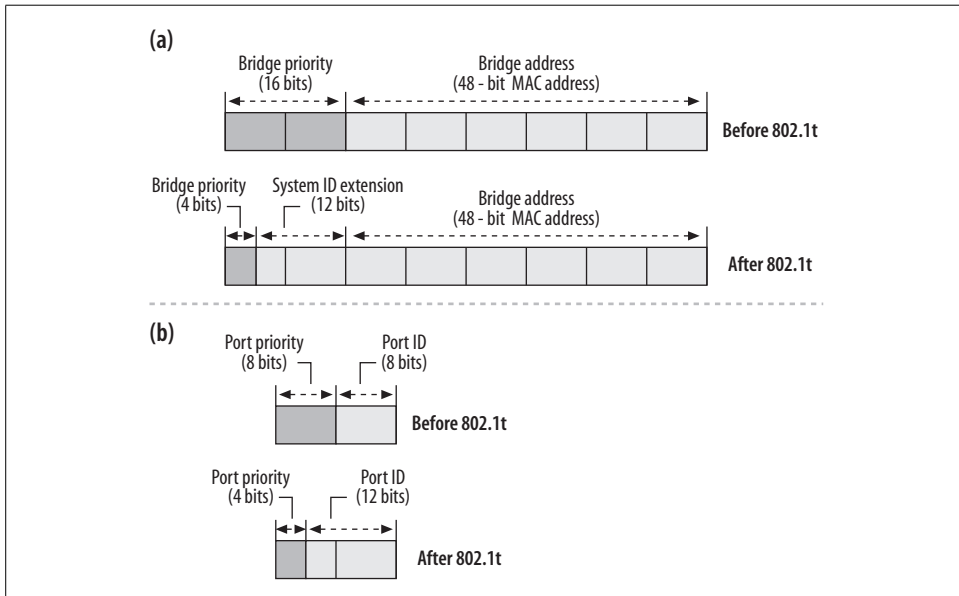 (a)
Bridge priority
(16 bits)
Bridge address
(48 - bit MAC address)
Before 802.1t
Bridge priority
(4 bits)
System ID extension
(12 bits)
Bridge address
(48 - bit MAC address)
After 802.1t
(b)
Port priority
(8 bits)
Port ID
(8 bits)
Before 802.1t
Port priority
(4 bits)
Port ID
(12 bits)
After 802.1t